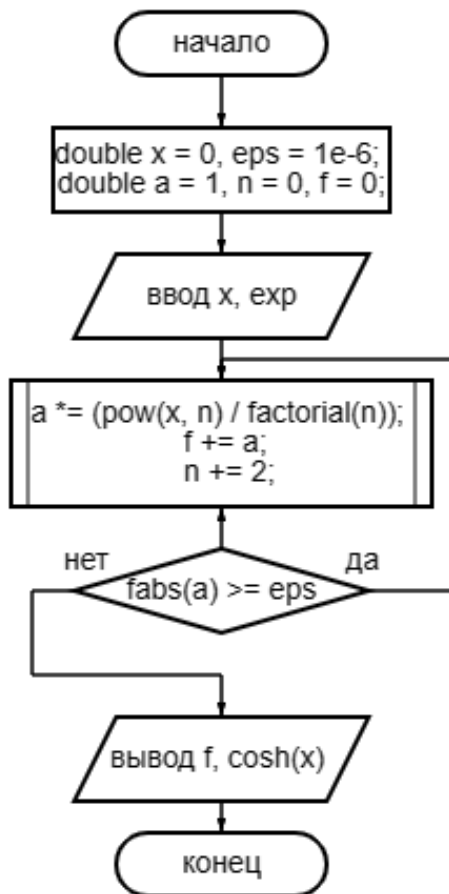 начало
double x = 0, eps = 1e-6;
double a = 1, n = 0, f = 0;
ввод x, exp
a *= (pow(x, n) / factorial(n));
f += a;
n += 2;
нет
да
fabs(a) >= eps
вывод f, cosh(x)
конец